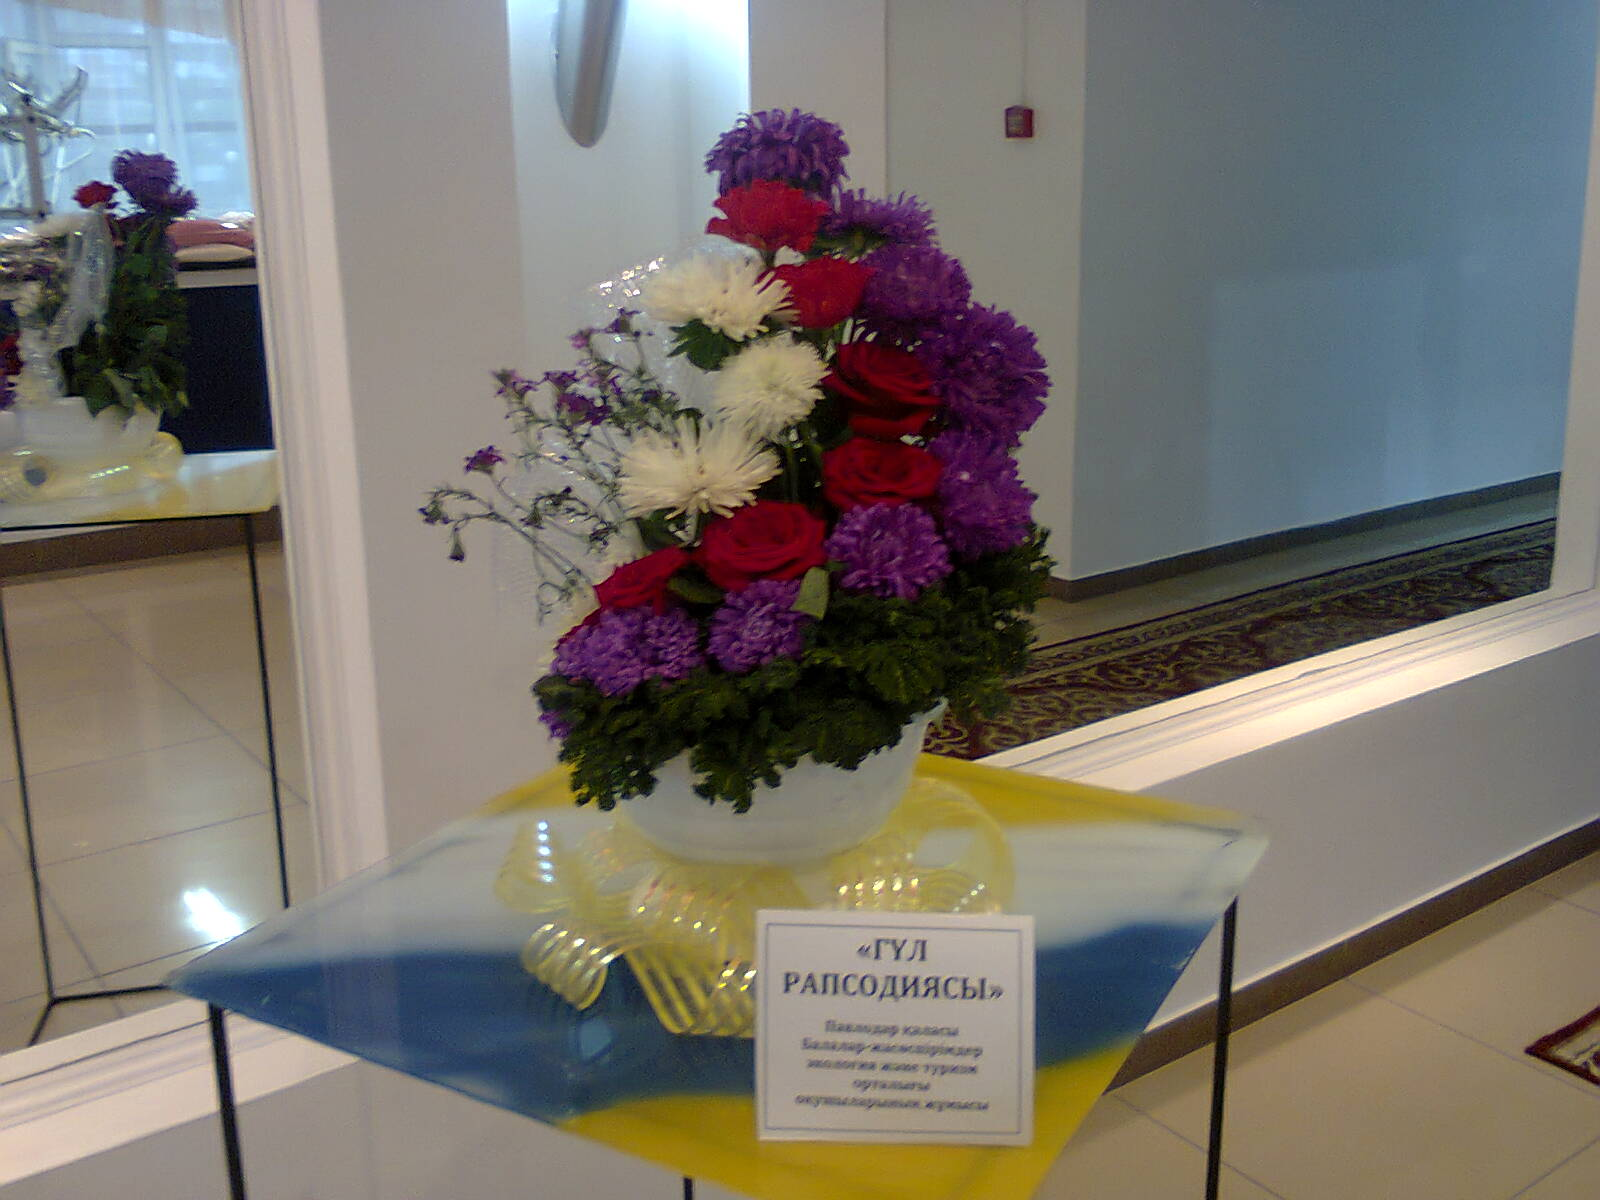 «ГҮЛ
РАПСОДИЯСЫ»
Павлодар қаласы
Балалар-жасөспірімдер
экология және туризм
орталығы
оқушыларының жұмысы